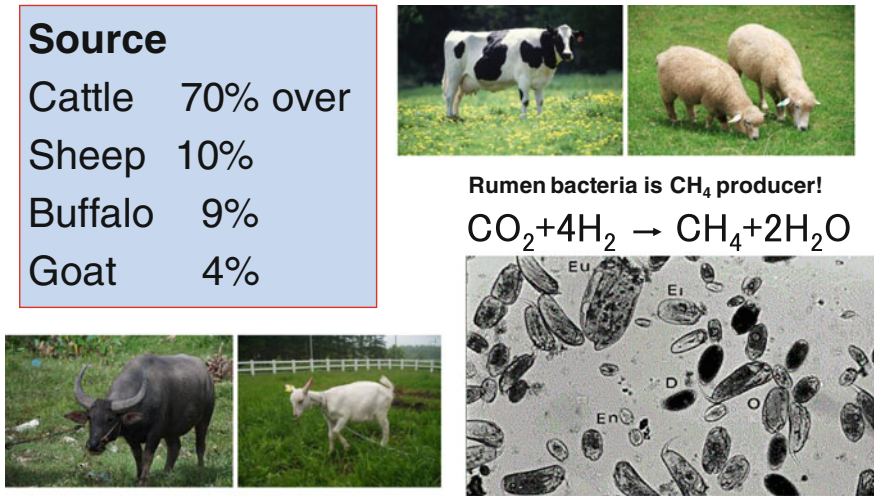 Source
Cattle 70% over
Sheep 10%
Buffalo 9%
Goat 4%
Rumen bacteria is CH₄ producer!
CO₂+4H₂ → CH₄+2H₂O
Eu
Ei
D
O
En